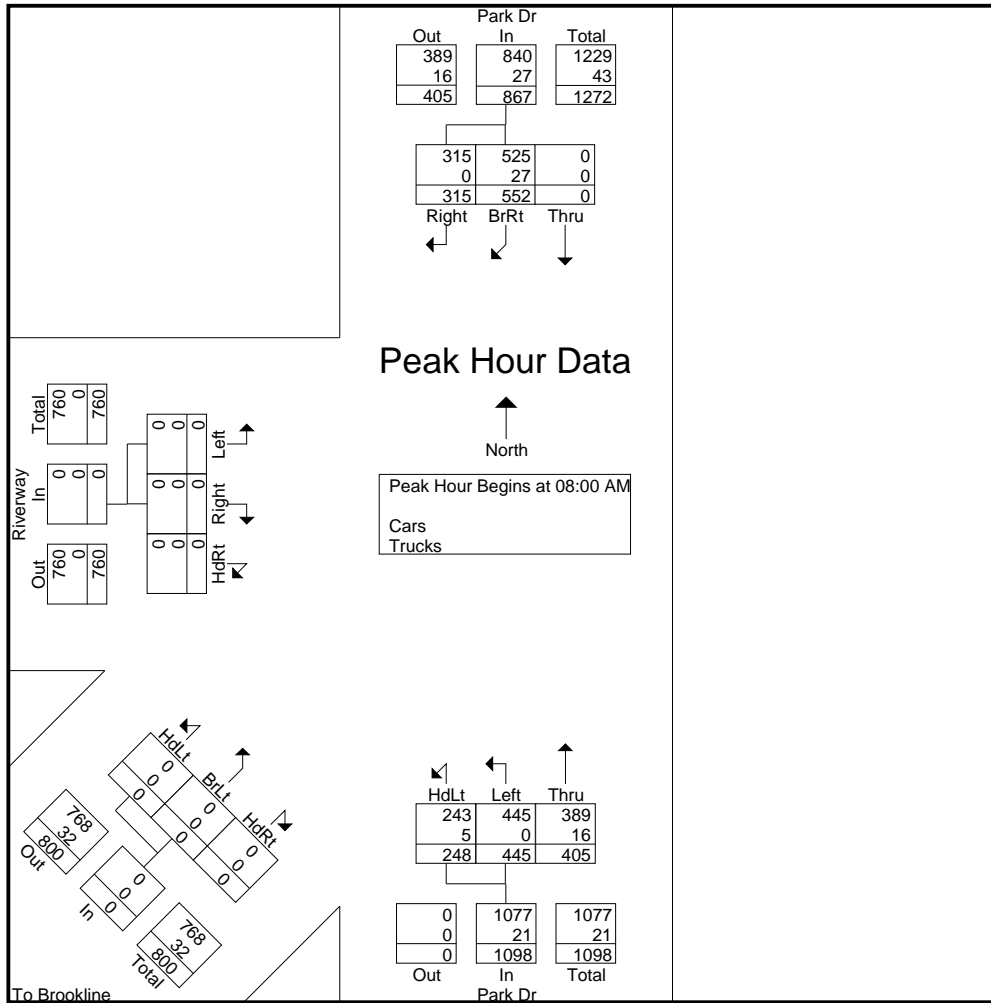 Park Dr
Out In Total
389 840 1229
16 27 43
405 867 1272
315 525 0
0 27 0
315 552 0
Right BrRt Thru
Peak Hour Data
North
Peak Hour Begins at 08:00 AM
Cars
Trucks
Riverway
Total
760
0
760
In
0
0
0
Out
760
0
760
Left
0
0
0
Right
0
0
0
HdRt
0
0
0
HdLt
0
0
0
BrLt
0
0
0
HdRt
0
0
0
Out
768
32
800
In
0
0
0
Total
768
32
800
To Brookline
HdLt Left Thru
243 445 389
5 0 16
248 445 405
0 1077 1077
0 21 21
0 1098 1098
Out In Total
Park Dr